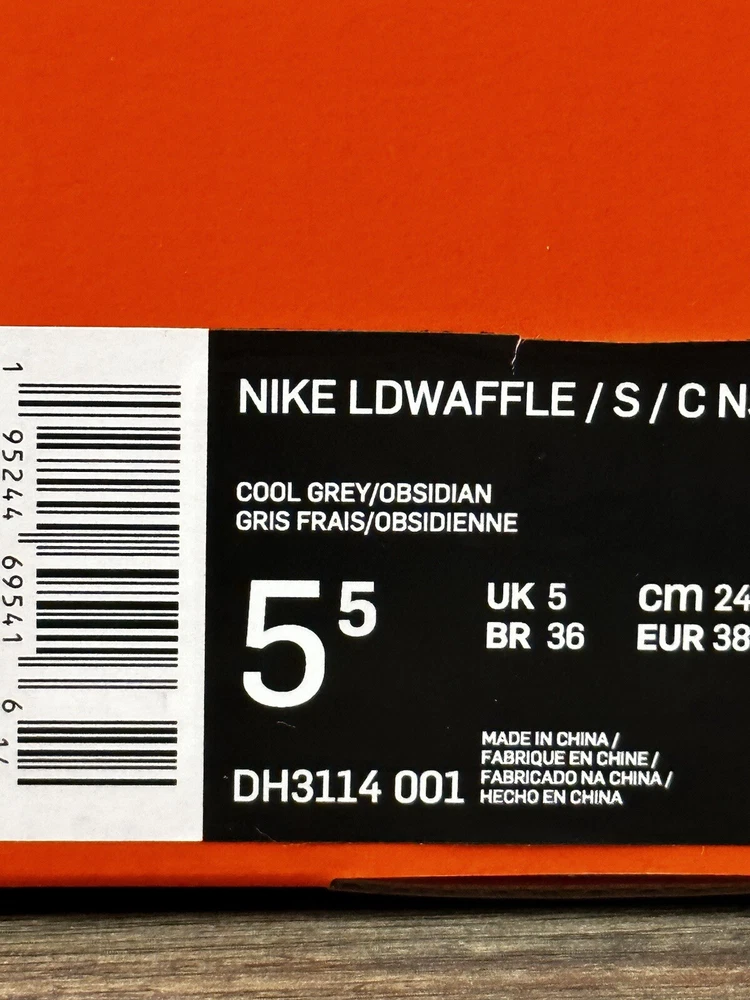 1 95244 69541 6
NIKE LDWAFFLE / S / C
COOL GREY/OBSIDIAN
GRIS FRAIS/OBSIDIENNE
5 5
UK 5 cm 24
BR 36 EUR 38
DH3114 001
MADE IN CHINA /
FABRIQUE EN CHINE /
FABRICADO NA CHINA /
HECHO EN CHINA